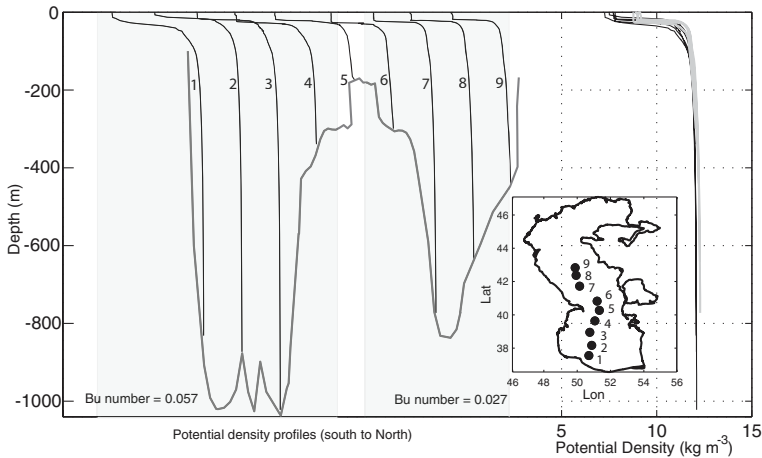 0
-200
-400
-600
-800
-1000
Depth (m)
1 2 3 4 5 6 7 8 9
Bu number = 0.057
Bu number = 0.027
Potential density profiles (south to North)
5 10 15
Potential Density (kg m-3)
46
44
42
40
38
Lat
46 48 50 52 54 56
Lon
9
8
7
6
5
4
3
2
1